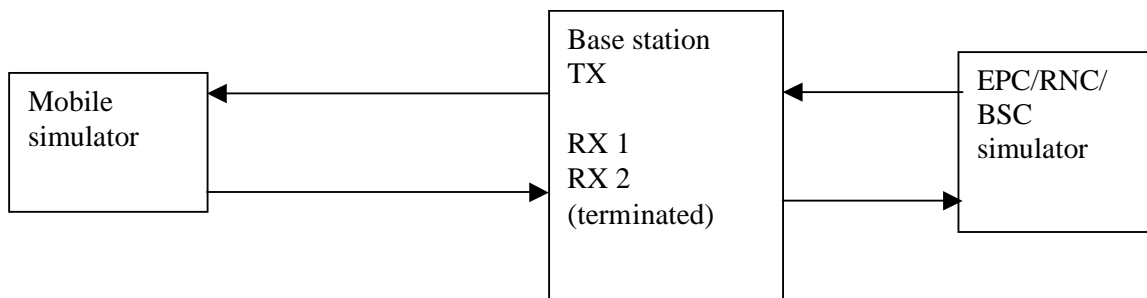 Mobile
simulator
Base station
TX
RX 1
RX 2
(terminated)
EPC/RNC/
BSC
simulator